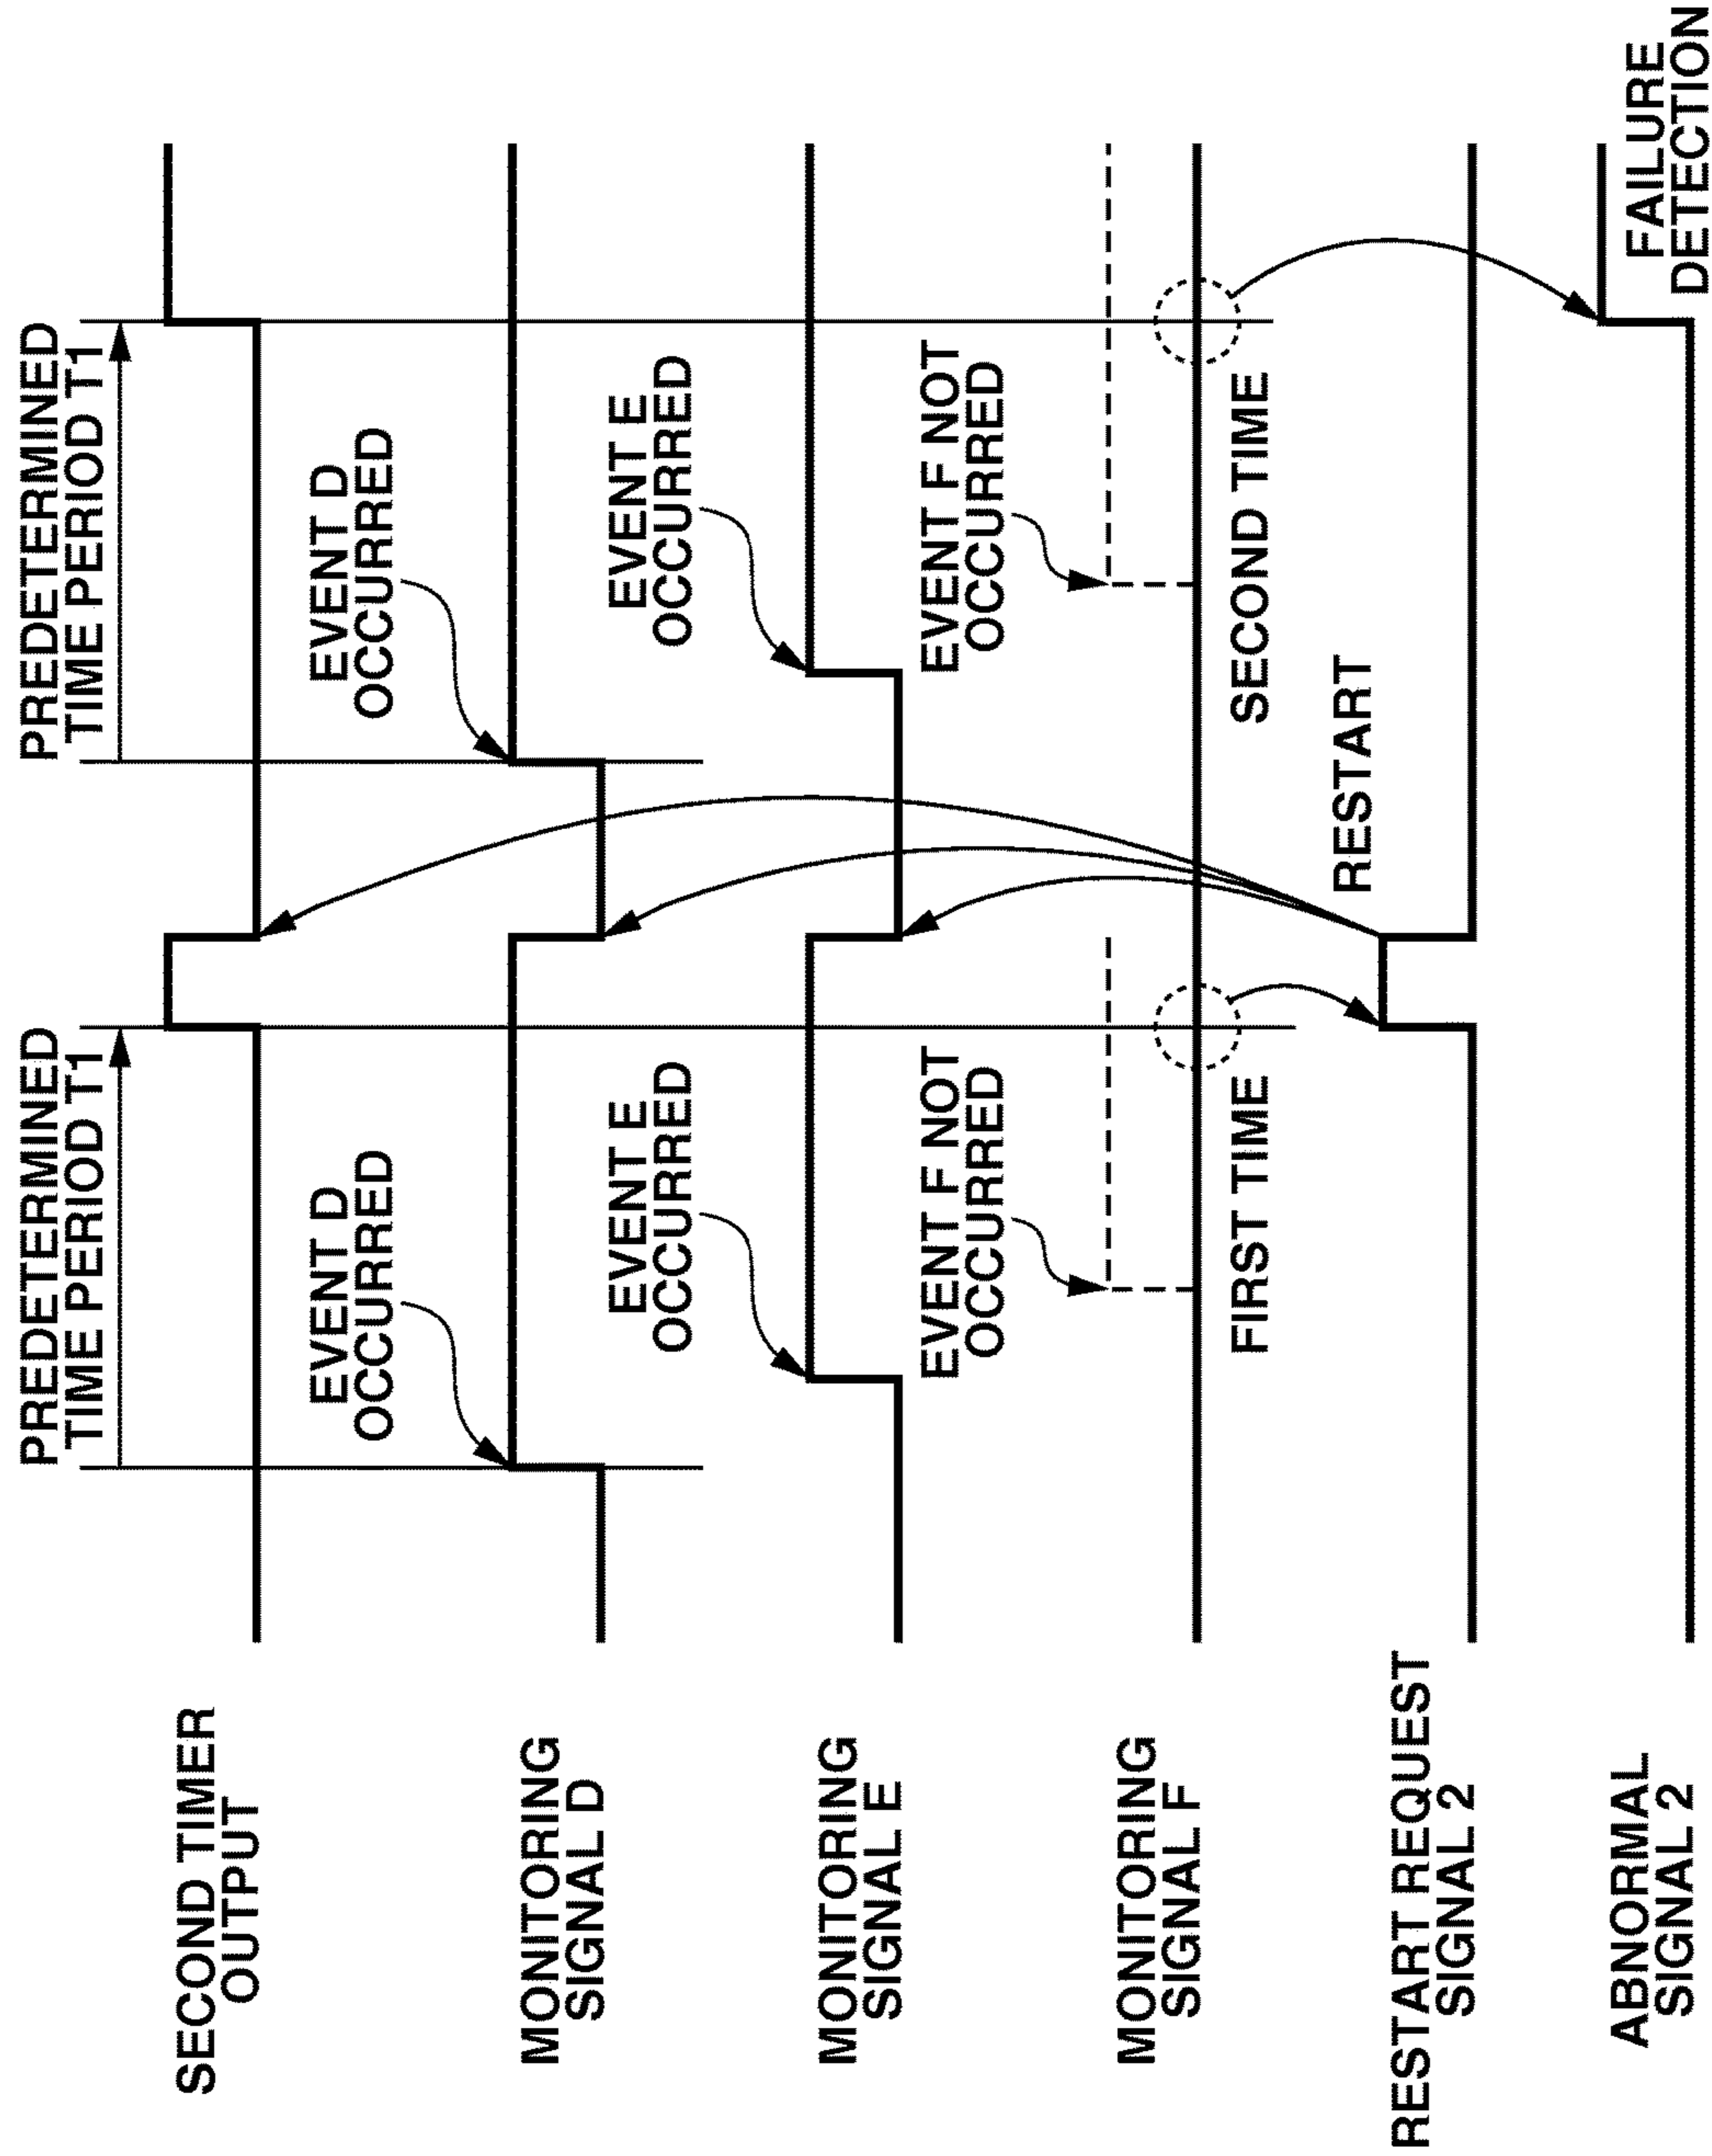 PREDETERMINED
TIME PERIOD T1
PREDETERMINED
TIME PERIOD T1
SECOND TIMER
OUTPUT
EVENT D
OCCURRED
EVENT D
OCCURRED
MONITORING
SIGNAL D
EVENT E
OCCURRED
EVENT E
OCCURRED
MONITORING
SIGNAL E
EVENT F NOT
OCCURRED
EVENT F NOT
OCCURRED
MONITORING
SIGNAL F
FIRST TIME
SECOND TIME
RESTART
RESTART REQUEST
SIGNAL 2
ABNORMAL
SIGNAL 2
FAILURE
DETECTION